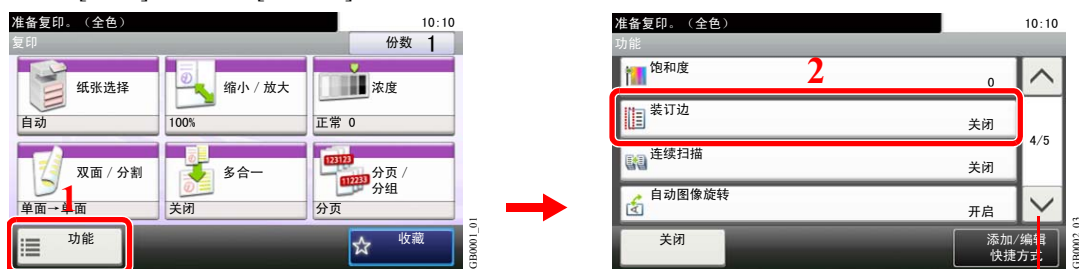 准备复印。（全色）
10:10
复印
份数 1
纸张选择
自动
缩小 / 放大
100%
浓度
正常 0
双面 / 分割
单面→单面
多合一
关闭
123123
112233
分页 /
分组
分页
1
功能
收藏
GB0001_01
准备复印。（全色）
10:10
功能
2
饱和度
0
装订边
关闭
4/5
连续扫描
关闭
自动图像旋转
开启
关闭
添加/编辑
快捷方式
GB0002_03